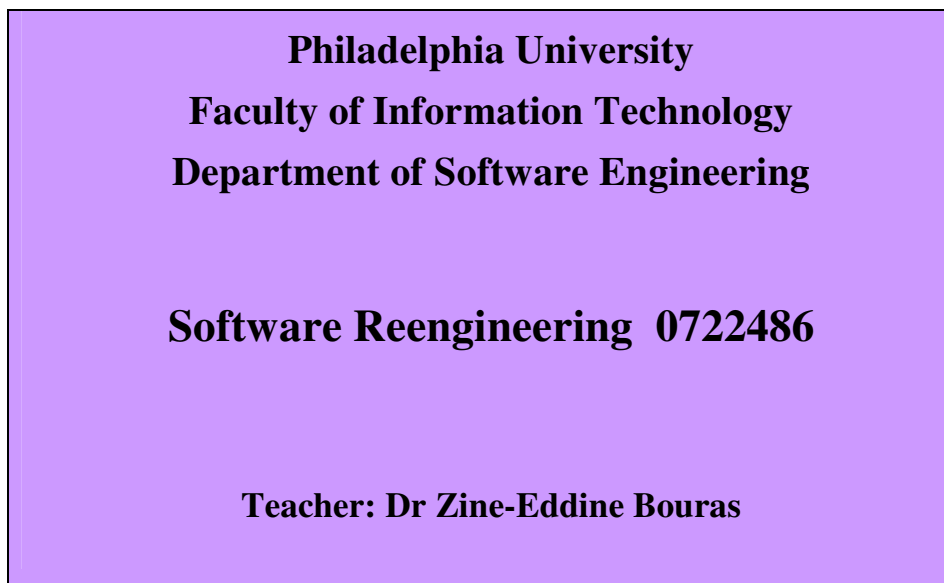 Philadelphia University
Faculty of Information Technology
Department of Software Engineering
Software Reengineering 0722486
Teacher: Dr Zine-Eddine Bouras